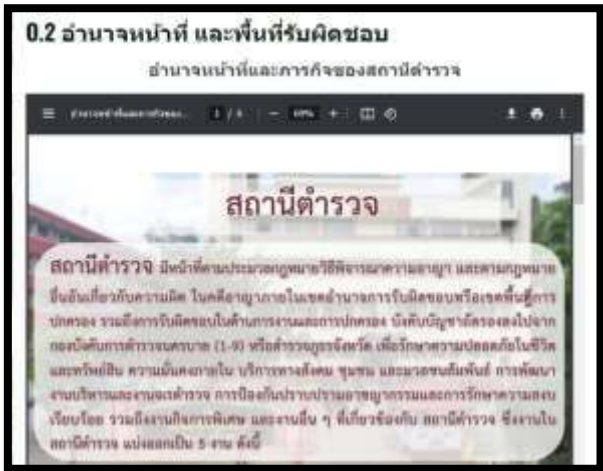 0.2 อำนาจหน้าที่ และพื้นที่รับผิดชอบ
อำนาจหน้าที่และภารกิจของสถานีตำรวจ
อำนาจหน้าที่และภารกิจของ...
สถานีตำรวจ
สถานีตำรวจ มีหน้าที่ตามประมวลกฎหมายวิธีพิจารณาความอาญา และตามกฎหมาย
อื่นอันเกี่ยวกับความผิด ในคดีอาญาภายในเขตอำนาจการรับผิดชอบหรือเขตพื้นที่การ
ปกครอง รวมถึงการรับผิดชอบในด้านการงานและการปกครอง บังคับบัญชาถัดรองลงไปจาก
กองบังคับการตำรวจนครบาล (1-9) หรือตำรวจภูธรจังหวัด เพื่อรักษาความปลอดภัยในชีวิต
และทรัพย์สิน ความมั่นคงภายใน บริการทางสังคม ชุมชน และมวลชนสัมพันธ์ การพัฒนา
งานบริหารและงานจเรตำรวจ การป้องกันปราบปรามอาชญากรรมและการรักษาความสงบ
เรียบร้อย รวมถึงงานกิจการพิเศษ และงานอื่น ๆ ที่เกี่ยวข้องกับ สถานีตำรวจ ซึ่งงานใน
สถานีตำรวจ แบ่งออกเป็น 5 งาน ดังนี้